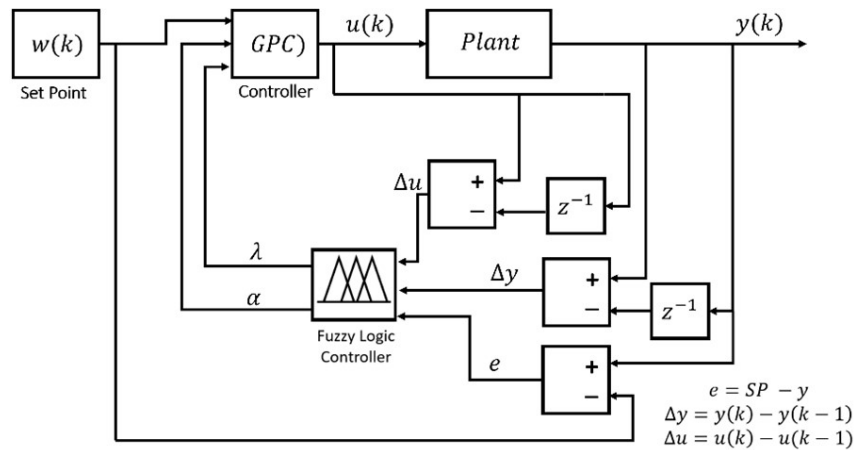 w(k)
Set Point
GPC)
Controller
u(k)
Plant
y(k)
Δu
+
−
z⁻¹
λ
α
Fuzzy Logic
Controller
Δy
+
−
z⁻¹
e
+
−
e = SP − y
Δy = y(k) − y(k − 1)
Δu = u(k) − u(k − 1)